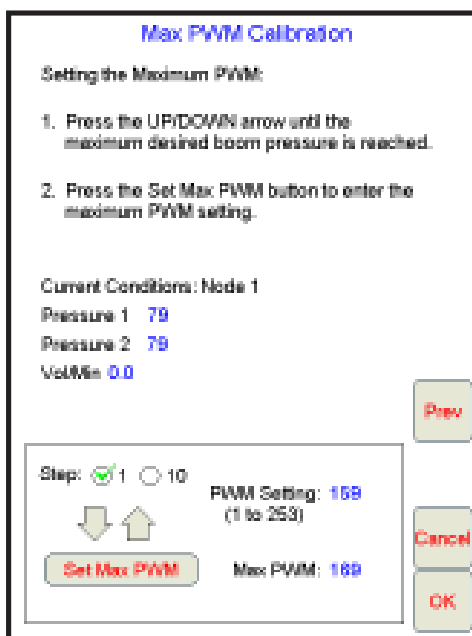 Max PWM Calibration
Setting the Maximum PWM:
1. Press the UP/DOWN arrow until the
maximum desired boom pressure is reached.
2. Press the Set Max PWM button to enter the
maximum PWM setting.
Current Conditions: Node 1
Pressure 1 79
Pressure 2 79
Vol/Min 0.0
Prev
Step: 1 10
PWM Setting: 159
(1 to 253)
Cancel
Set Max PWM Max PWM: 169
OK